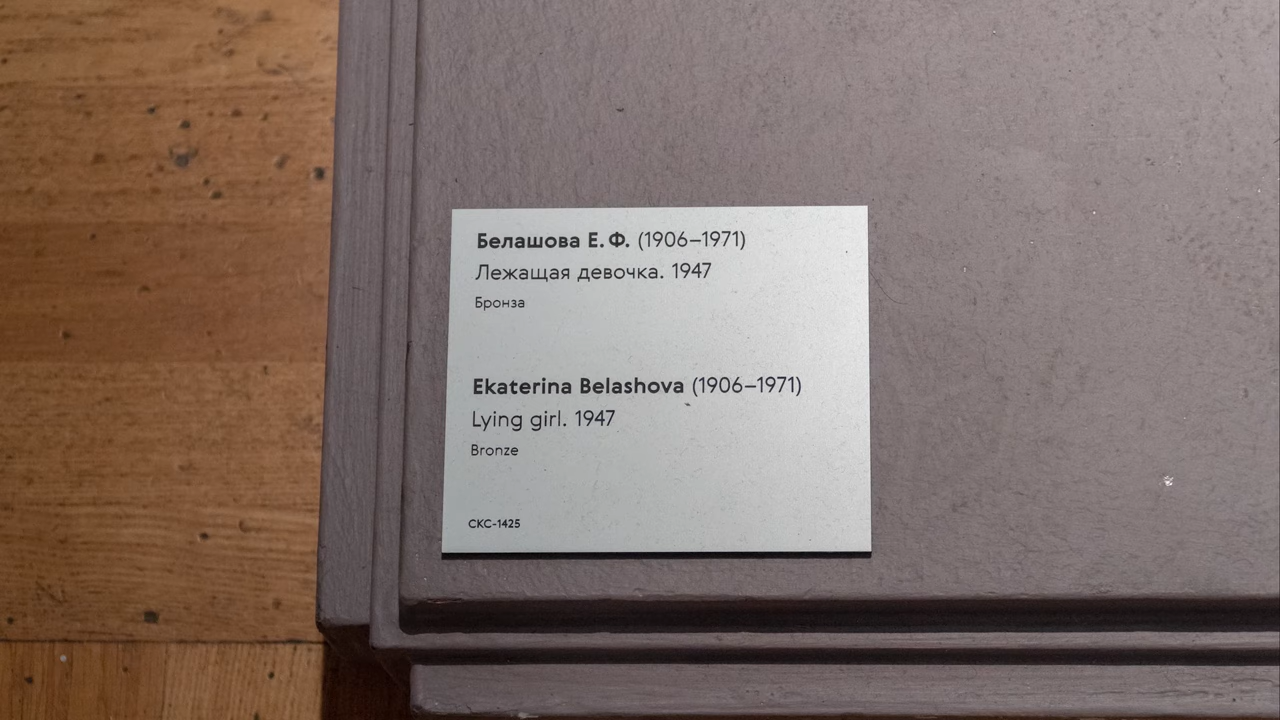 Белашова Е. Ф. (1906–1971)
Лежащая девочка. 1947
Бронза
Ekaterina Belashova (1906–1971)
Lying girl. 1947
Bronze
СКС-1425